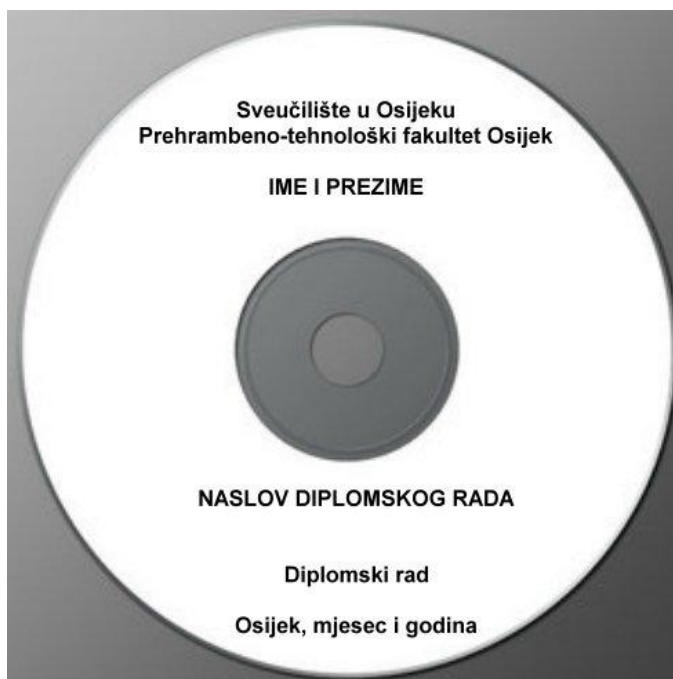 Sveučilište u Osijeku
Prehrambeno-tehnološki fakultet Osijek
IME I PREZIME
NASLOV DIPLOMSKOG RADA
Diplomski rad
Osijek, mjesec i godina